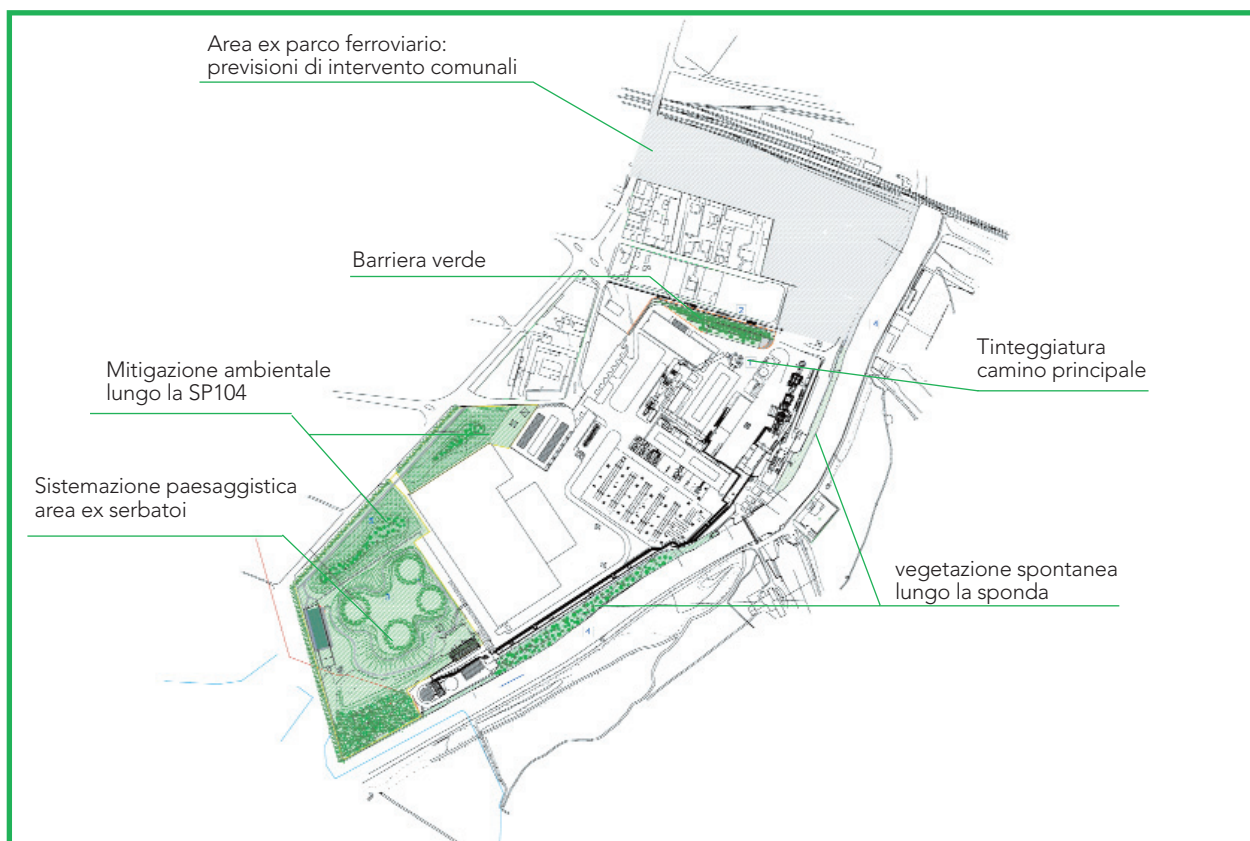 Area ex parco ferroviario:
previsioni di intervento comunali
Barriera verde
Tinteggiatura
camino principale
Mitigazione ambientale
lungo la SP104
Sistemazione paesaggistica
area ex serbatoi
vegetazione spontanea
lungo la sponda